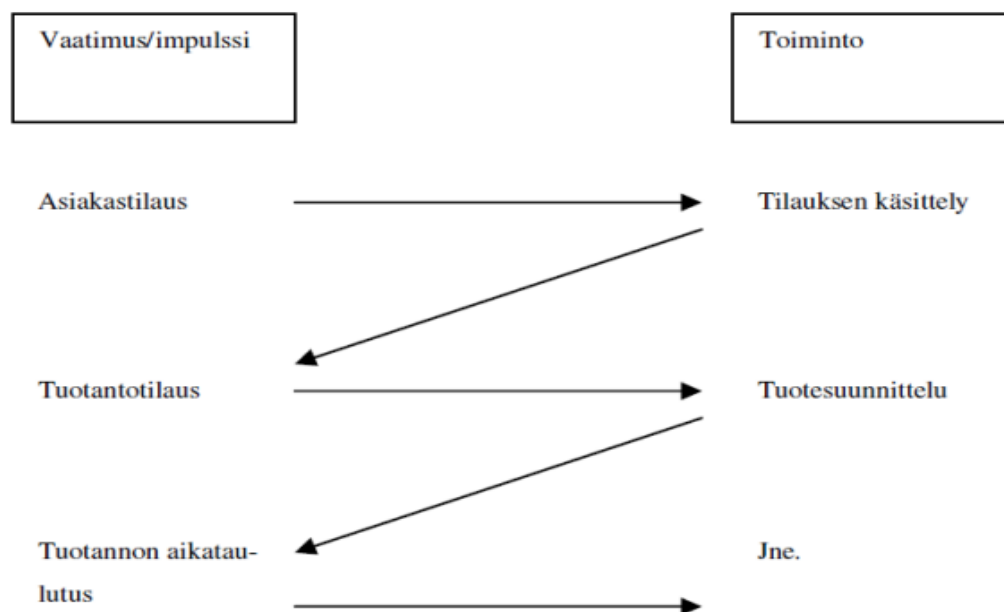 Vaatimus/impulssi
Toiminto
Asiakastilaus
Tilauksen käsittely
Tuotantotilaus
Tuotesuunnittelu
Tuotannon aikatau-
lutus
Jne.